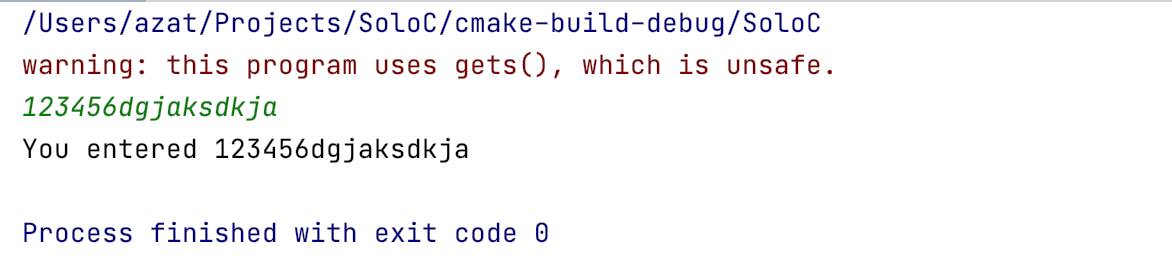 /Users/azat/Projects/SoloC/cmake-build-debug/SoloC
warning: this program uses gets(), which is unsafe.
123456dgjaksdkja
You entered 123456dgjaksdkja
Process finished with exit code 0